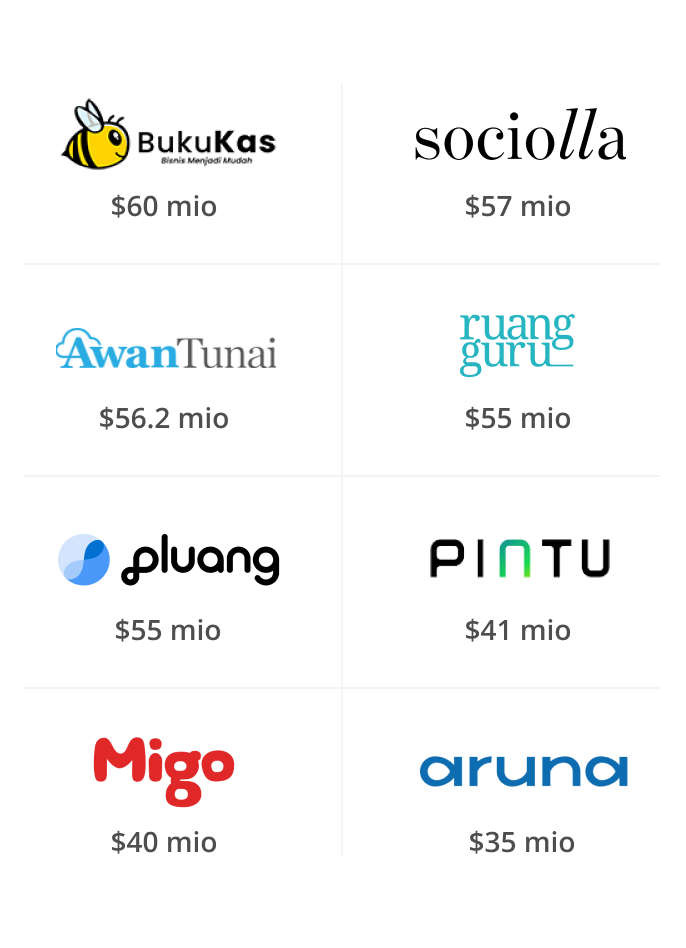 BukuKas
Bisnis Menjadi Mudah
$60 mio
sociolla
$57 mio
AwanTunai
$56.2 mio
ruang
guru
$55 mio
pluang
$55 mio
PINTU
$41 mio
Migo
$40 mio
aruna
$35 mio